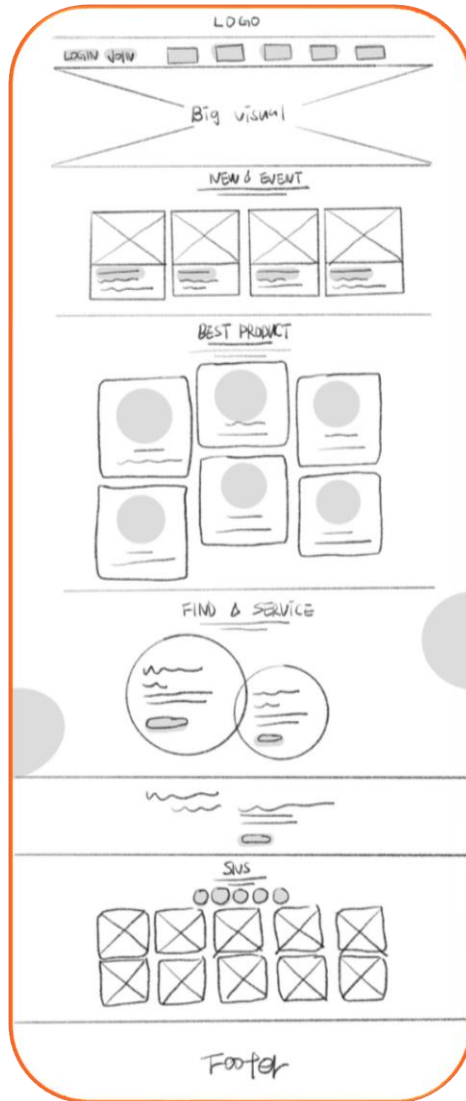 LOGO
LOGIN JOIN
Big visual
NEW & EVENT
BEST PRODUCT
FIND & SERVICE
SNS
Footer